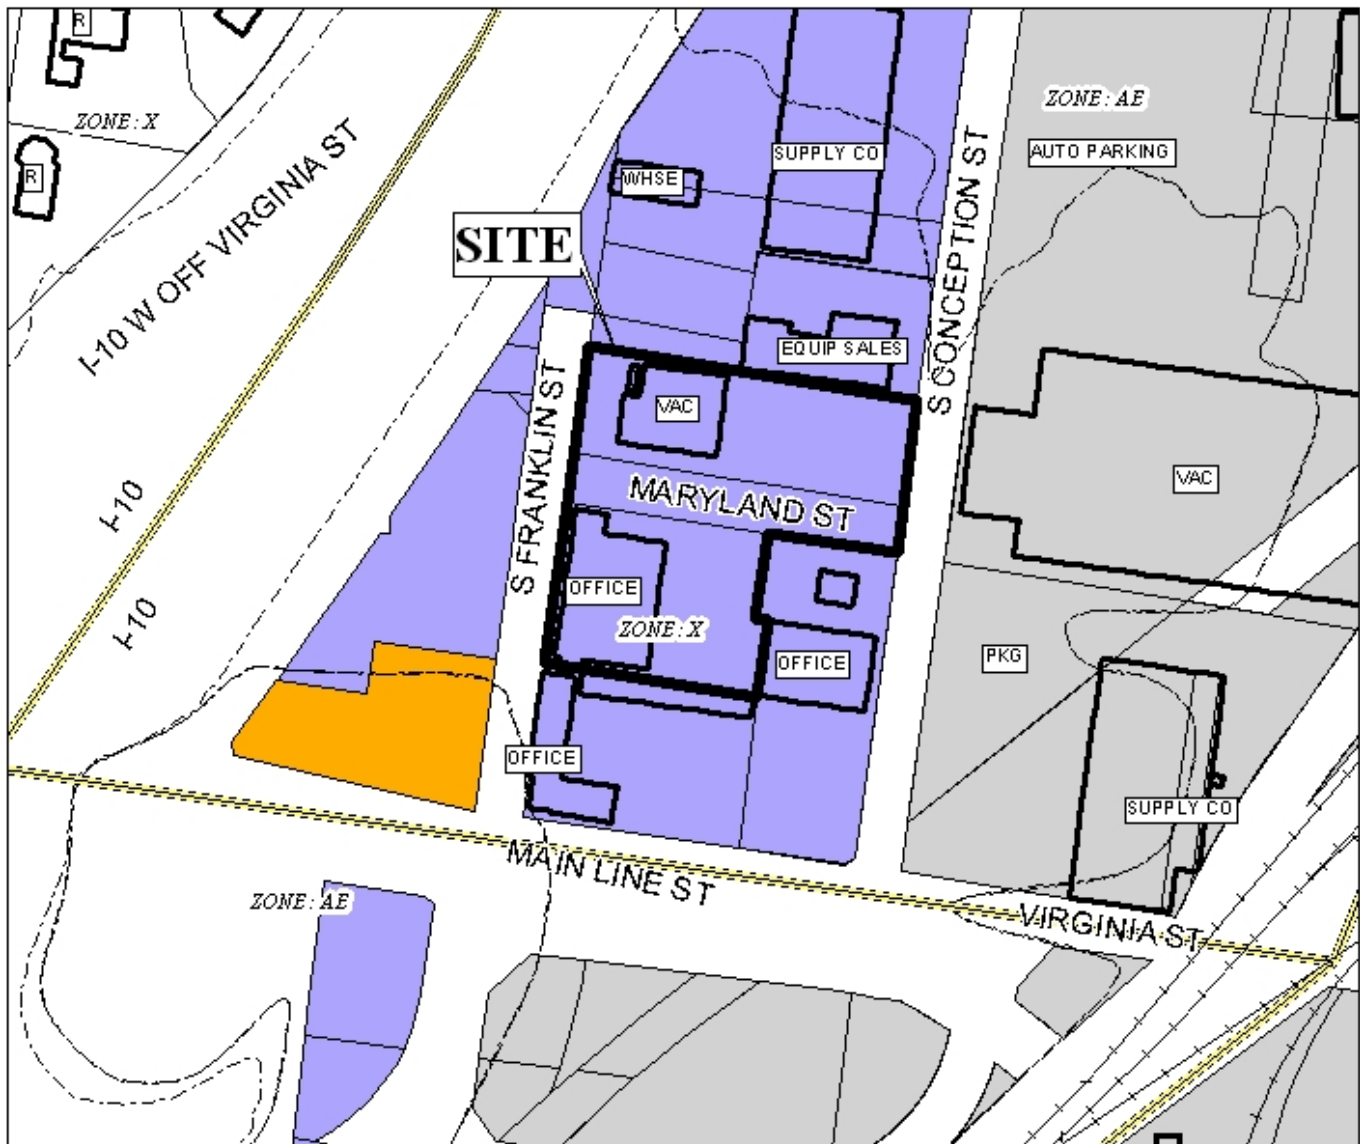 R
ZONE: X
R
I-10 W OFF VIRGINIA ST
ZONE: AE
AUTO PARKING
SUPPLY CO
WHSE
SITE
S CONCEPTION ST
EQUIP SALES
S FRANKLIN ST
VAC
MARYLAND ST
VAC
I-10
I-10
OFFICE
ZONE: X
OFFICE
PKG
OFFICE
SUPPLY CO
MAIN LINE ST
ZONE: AE
VIRGINIA ST